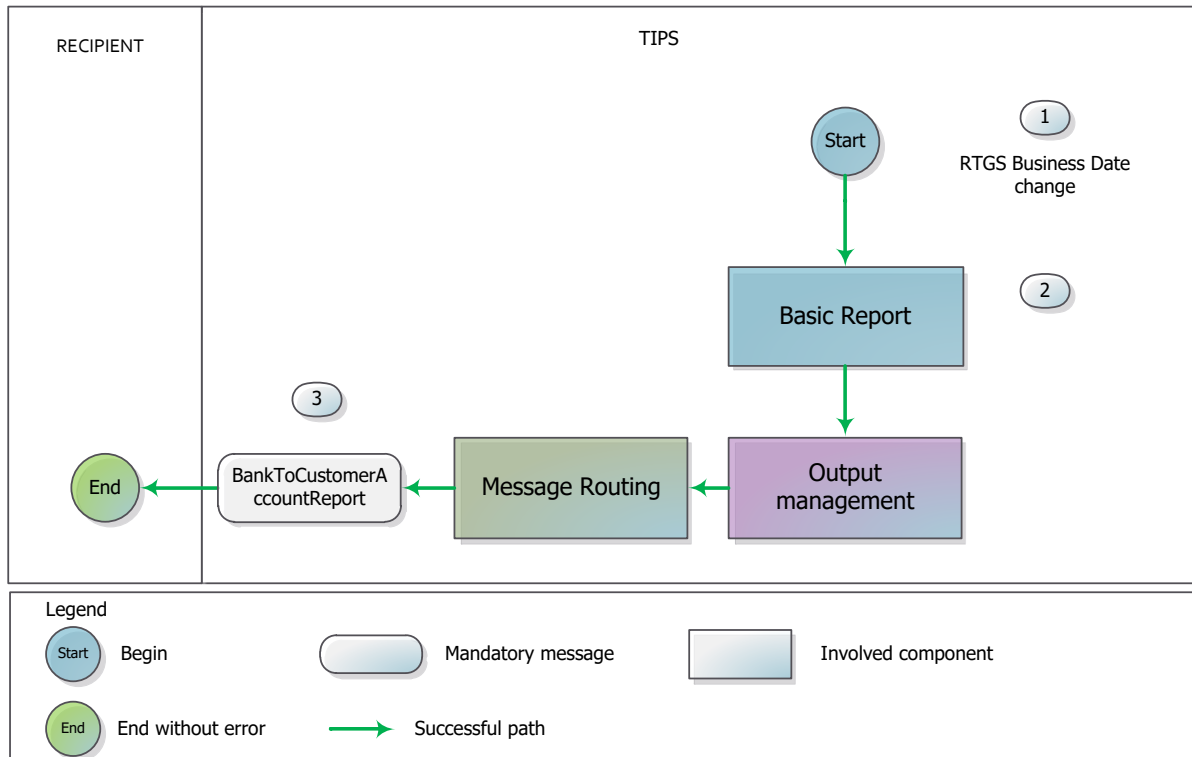 RECIPIENT
TIPS
Start
1
RTGS Business Date
change
Basic Report
2
3
End
BankToCustomerA
ccountReport
Message Routing
Output
management
Legend
Start
Begin
Mandatory message
Involved component
End
End without error
Successful path